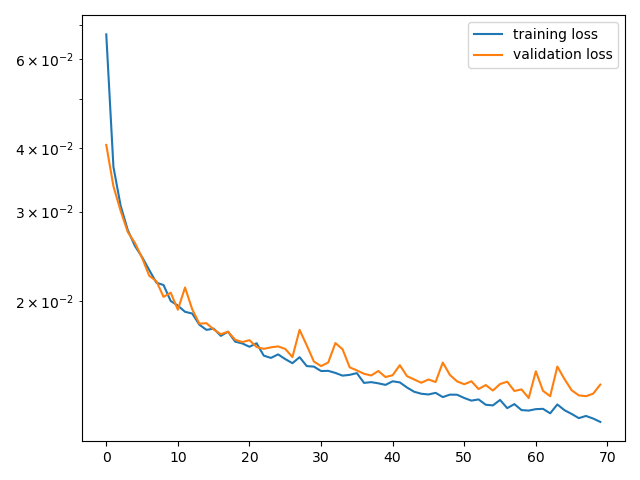 training loss
validation loss
6 × 10⁻²
4 × 10⁻²
3 × 10⁻²
2 × 10⁻²
0 10 20 30 40 50 60 70